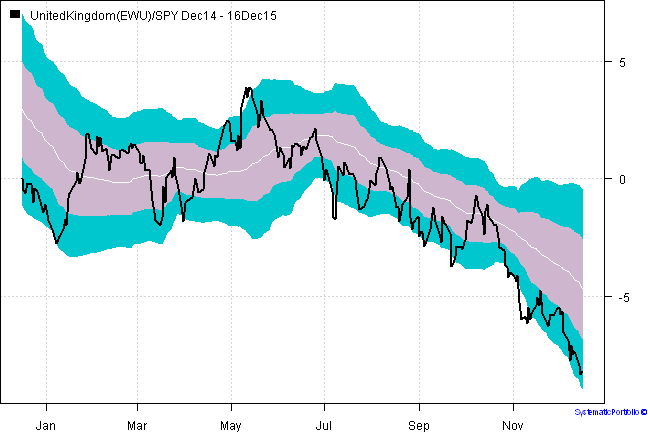 UnitedKingdom(EWU)/SPY Dec14 - 16Dec15
5
0
-5
Jan Mar May Jul Sep Nov
SystematicPortfolio ©